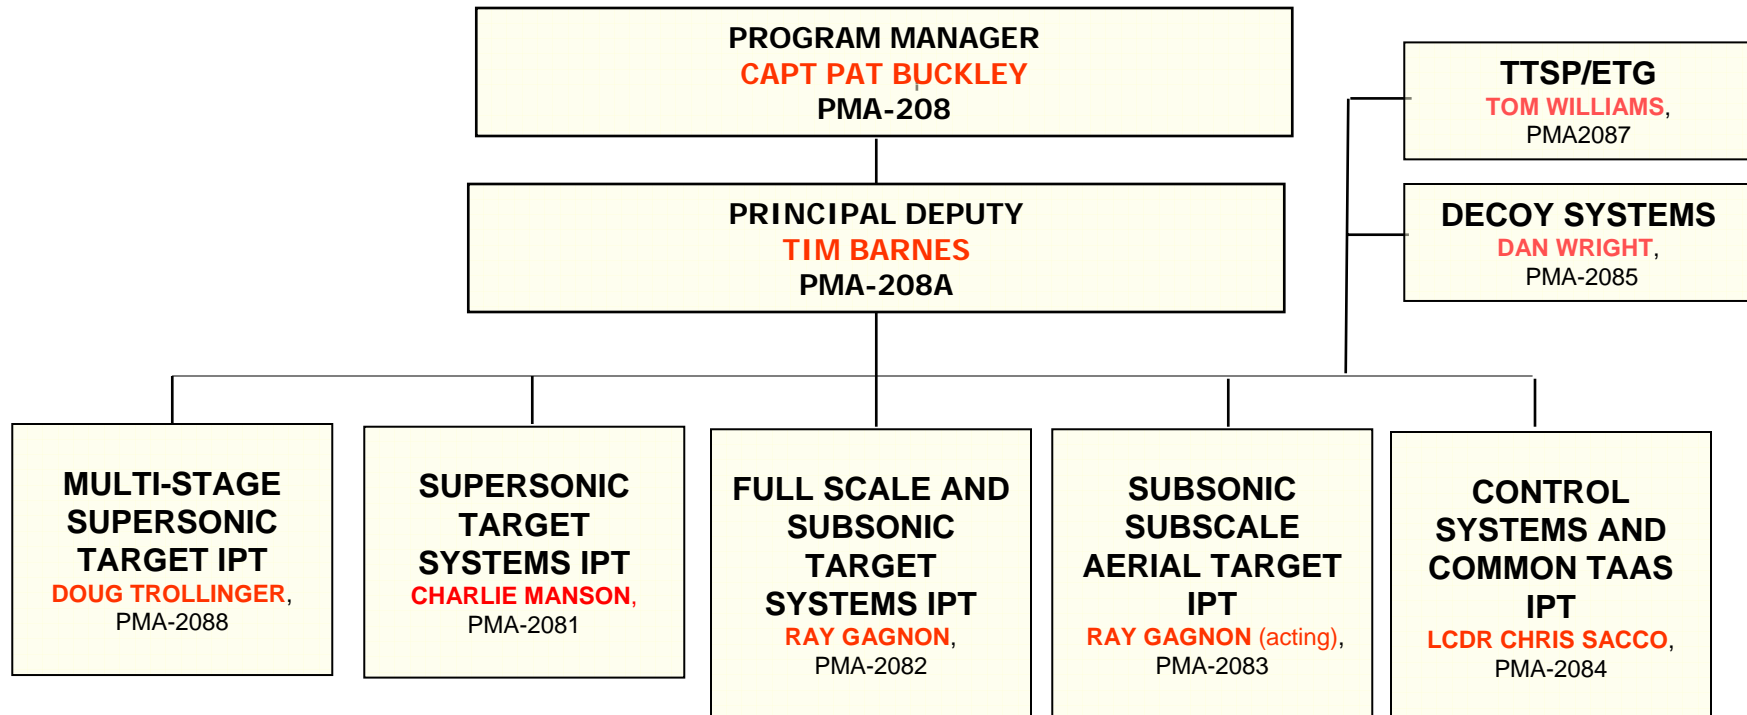 PROGRAM MANAGER
CAPT PAT BUCKLEY
PMA-208
TTSP/ETG
TOM WILLIAMS,
PMA2087
PRINCIPAL DEPUTY
TIM BARNES
PMA-208A
DECOY SYSTEMS
DAN WRIGHT,
PMA-2085
MULTI-STAGE
SUPERSONIC
TARGET IPT
DOUG TROLLINGER,
PMA-2088
SUPERSONIC
TARGET
SYSTEMS IPT
CHARLIE MANSON,
PMA-2081
FULL SCALE AND
SUBSONIC
TARGET
SYSTEMS IPT
RAY GAGNON,
PMA-2082
SUBSONIC
SUBSCALE
AERIAL TARGET
IPT
RAY GAGNON (acting),
PMA-2083
CONTROL
SYSTEMS AND
COMMON TAAS
IPT
LCDR CHRIS SACCO,
PMA-2084